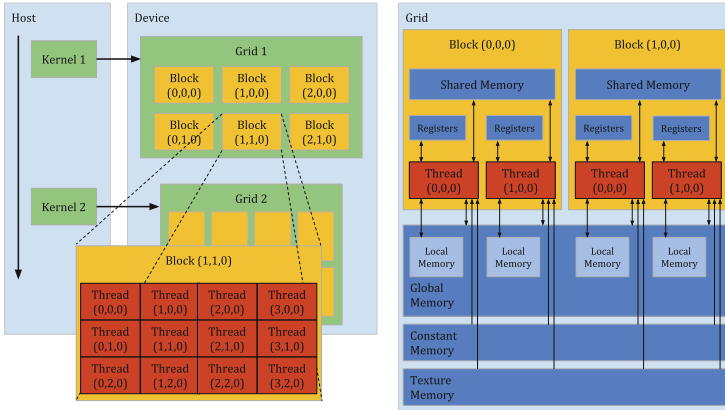 Host
Device
Kernel 1
Grid 1
Block
(0,0,0)
Block
(1,0,0)
Block
(2,0,0)
Block
(0,1,0)
Block
(1,1,0)
Block
(2,1,0)
Kernel 2
Grid 2
Block (1,1,0)
Thread
(0,0,0)
Thread
(1,0,0)
Thread
(2,0,0)
Thread
(3,0,0)
Thread
(0,1,0)
Thread
(1,1,0)
Thread
(2,1,0)
Thread
(3,1,0)
Thread
(0,2,0)
Thread
(1,2,0)
Thread
(2,2,0)
Thread
(3,2,0)
Grid
Block (0,0,0)
Shared Memory
Registers
Registers
Thread
(0,0,0)
Thread
(1,0,0)
Block (1,0,0)
Shared Memory
Registers
Registers
Thread
(0,0,0)
Thread
(1,0,0)
Local
Memory
Local
Memory
Local
Memory
Local
Memory
Global
Memory
Constant
Memory
Texture
Memory